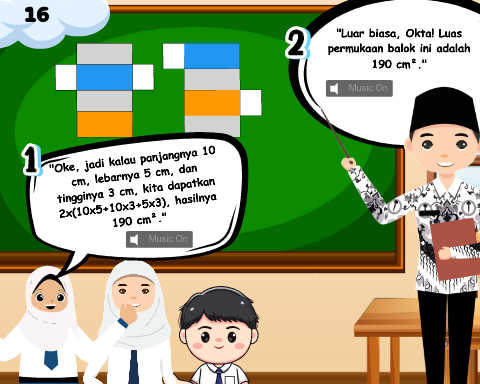 16
1
"Oke, jadi kalau panjangnya 10
cm, lebarnya 5 cm, dan
tingginya 3 cm, kita dapatkan
2x(10x5+10x3+5x3), hasilnya
190 cm²."
Music On
2
"Luar biasa, Okta! Luas
permukaan balok ini adalah
190 cm²."
Music On